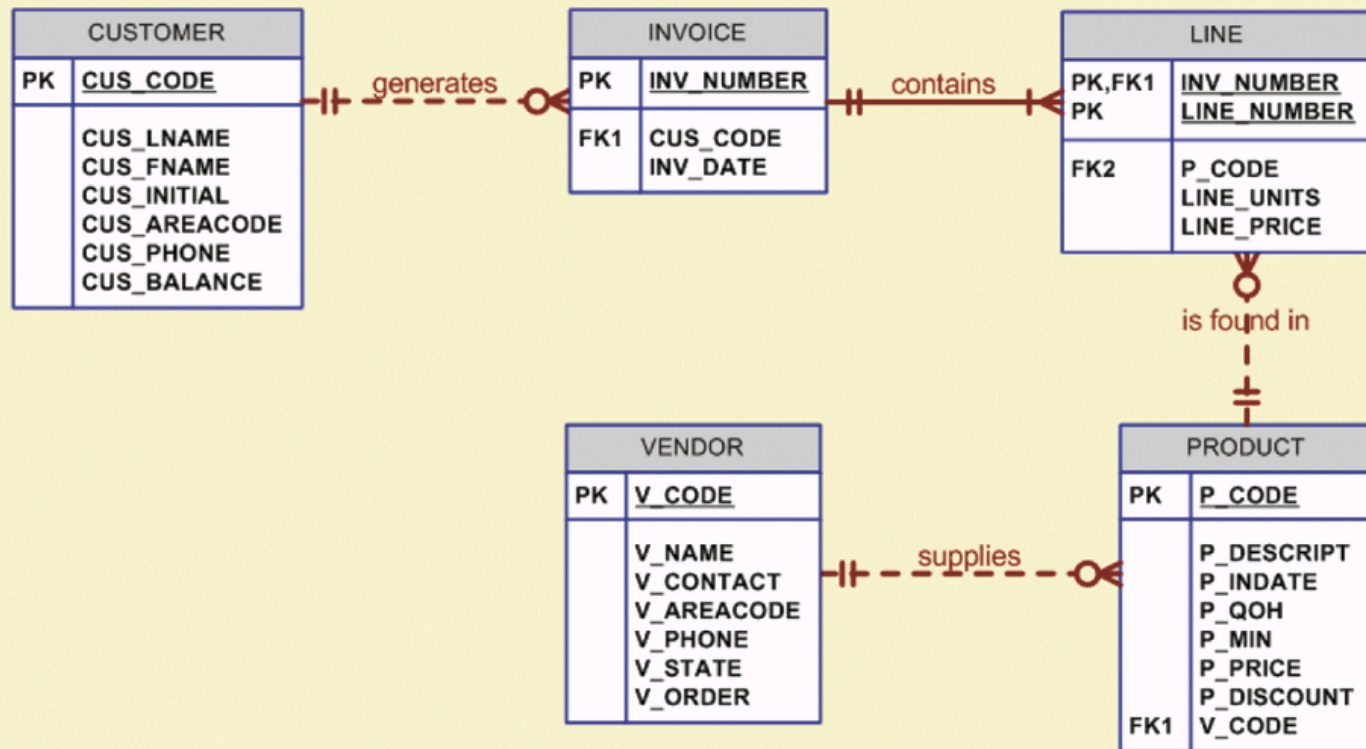 CUSTOMER
PK CUS_CODE
CUS_LNAME
CUS_FNAME
CUS_INITIAL
CUS_AREACODE
CUS_PHONE
CUS_BALANCE
generates
INVOICE
PK INV_NUMBER
FK1 CUS_CODE
INV_DATE
contains
LINE
PK,FK1 INV_NUMBER
PK LINE_NUMBER
FK2 P_CODE
LINE_UNITS
LINE_PRICE
is found in
VENDOR
PK V_CODE
V_NAME
V_CONTACT
V_AREACODE
V_PHONE
V_STATE
V_ORDER
supplies
PRODUCT
PK P_CODE
P_DESCRIPT
P_INDATE
P_QOH
P_MIN
P_PRICE
P_DISCOUNT
FK1 V_CODE